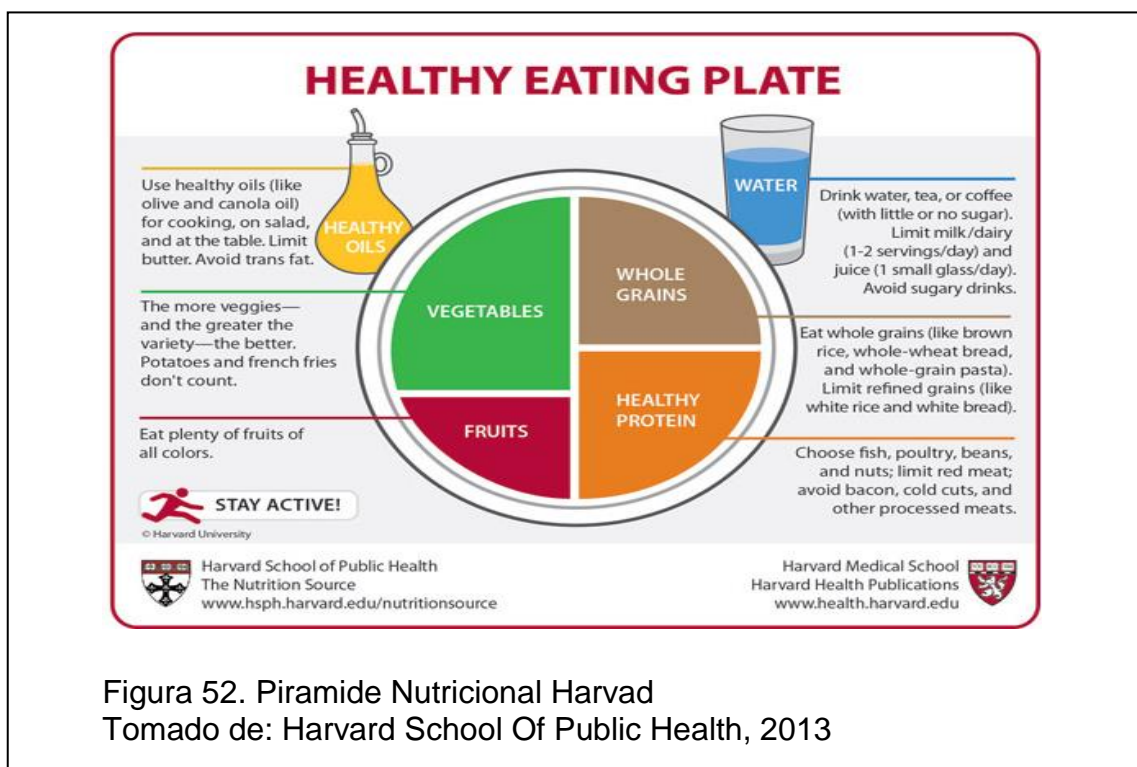 HEALTHY EATING PLATE
Use healthy oils (like
olive and canola oil)
for cooking, on salad,
and at the table. Limit
butter. Avoid trans fat.
HEALTHY
OILS
The more veggies—
and the greater the
variety—the better.
Potatoes and french fries
don't count.
Eat plenty of fruits of
all colors.
STAY ACTIVE!
© Harvard University
VEGETABLES
FRUITS
WHOLE
GRAINS
HEALTHY
PROTEIN
WATER
Drink water, tea, or coffee
(with little or no sugar).
Limit milk/dairy
(1-2 servings/day) and
juice (1 small glass/day).
Avoid sugary drinks.
Eat whole grains (like brown
rice, whole-wheat bread,
and whole-grain pasta).
Limit refined grains (like
white rice and white bread).
Choose fish, poultry, beans,
and nuts; limit red meat;
avoid bacon, cold cuts, and
other processed meats.
Harvard School of Public Health
The Nutrition Source
www.hsph.harvard.edu/nutritionsource
Harvard Medical School
Harvard Health Publications
www.health.harvard.edu
Figura 52. Piramide Nutricional Harvad
Tomado de: Harvard School Of Public Health, 2013